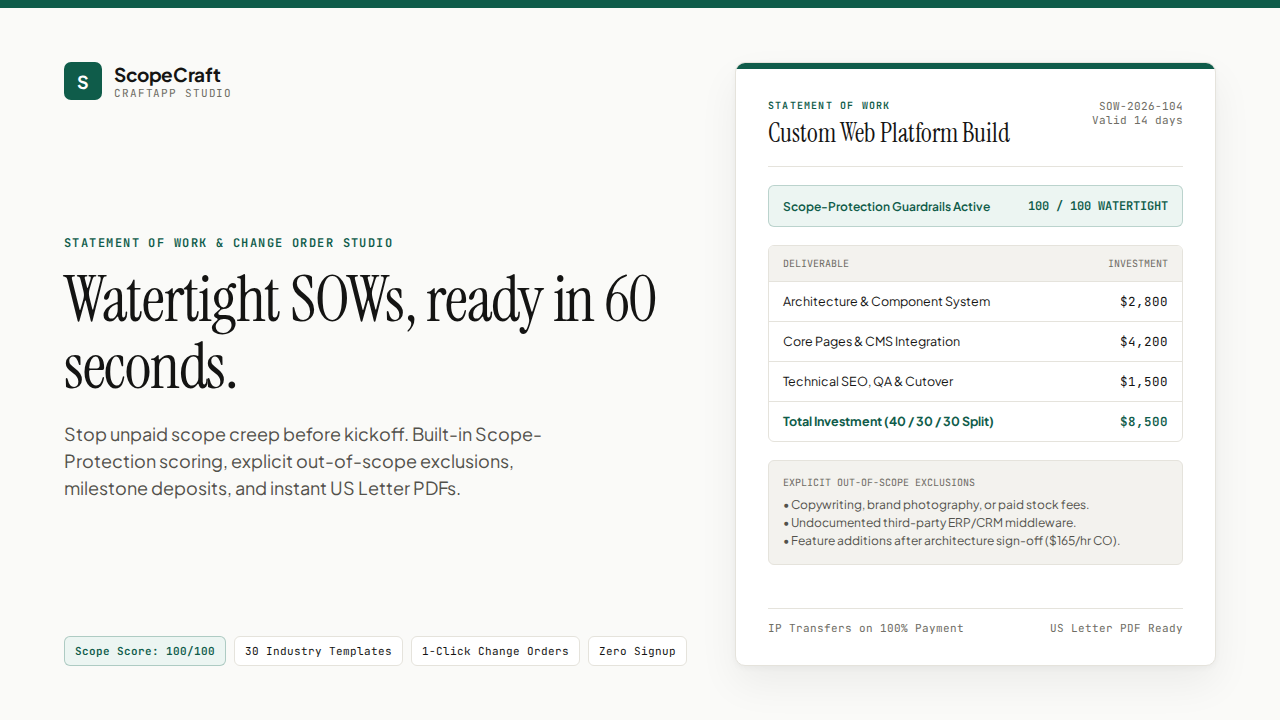 S
ScopeCraft
CRAFTAPP STUDIO
STATEMENT OF WORK & CHANGE ORDER STUDIO
Watertight SOWs, ready in 60
seconds.
Stop unpaid scope creep before kickoff. Built-in Scope-
Protection scoring, explicit out-of-scope exclusions,
milestone deposits, and instant US Letter PDFs.
Scope Score: 100/100
30 Industry Templates
1-Click Change Orders
Zero Signup
STATEMENT OF WORK
Custom Web Platform Build
SOW-2026-104
Valid 14 days
Scope-Protection Guardrails Active
100 / 100 WATERTIGHT
DELIVERABLE INVESTMENT
Architecture & Component System $2,800
Core Pages & CMS Integration $4,200
Technical SEO, QA & Cutover $1,500
Total Investment (40 / 30 / 30 Split) $8,500
EXPLICIT OUT-OF-SCOPE EXCLUSIONS
• Copywriting, brand photography, or paid stock fees.
• Undocumented third-party ERP/CRM middleware.
• Feature additions after architecture sign-off ($165/hr CO).
IP Transfers on 100% Payment
US Letter PDF Ready